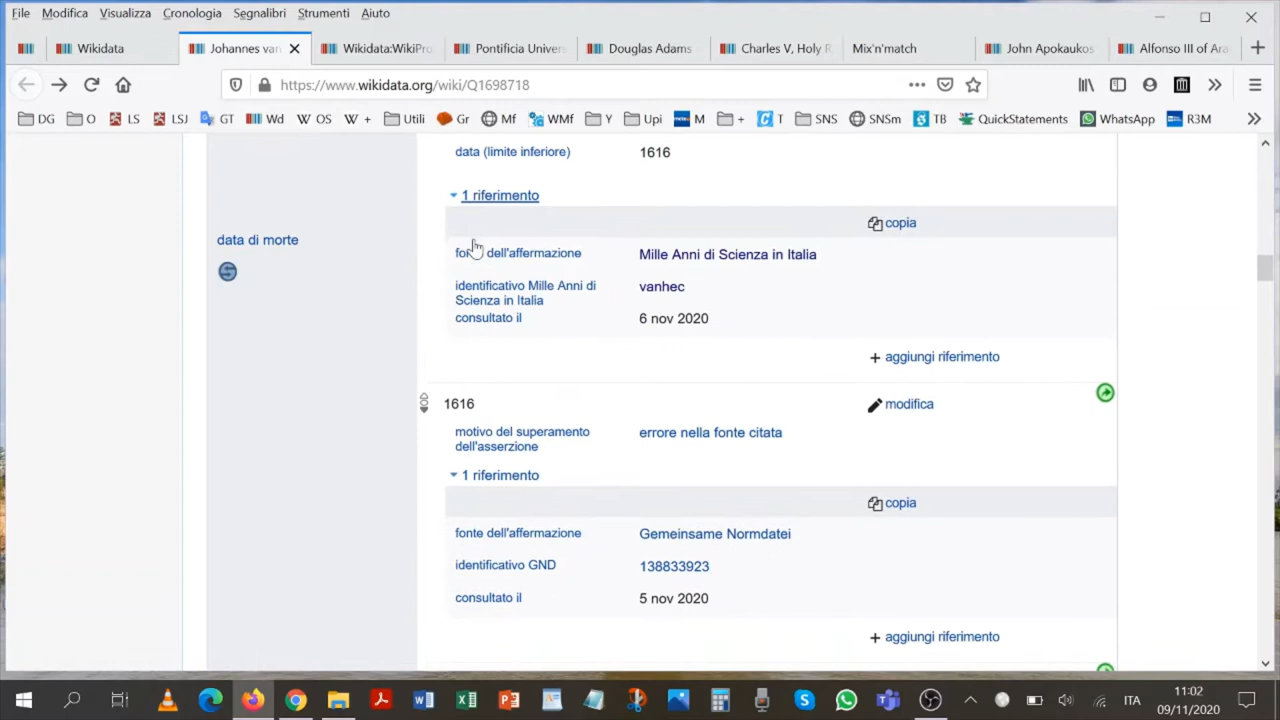 File Modifica Visualizza Cronologia Segnalibri Strumenti Aiuto
Wikidata Johannes van Wikidata:WikiPro Pontificia Univer Douglas Adams Charles V, Holy R Mix'n'match John Apokaukos Alfonso III of Ara
https://www.wikidata.org/wiki/Q1698718
DG O LS LSJ GT Wd OS + Utili Gr Mf WMf Y Upi M + T SNS SNSm TB QuickStatements WhatsApp R3M
data (limite inferiore) 1616
1 riferimento
copia
data di morte
dell'affermazione Mille Anni di Scienza in Italia
identificativo Mille Anni di vanhec
Scienza in Italia
consultato il 6 nov 2020
+ aggiungi riferimento
1616 modifica
motivo del superamento errore nella fonte citata
dell'asserzione
1 riferimento
copia
fonte dell'affermazione Gemeinsame Normdatei
identificativo GND 138833923
consultato il 5 nov 2020
+ aggiungi riferimento
ITA 11:02
09/11/2020